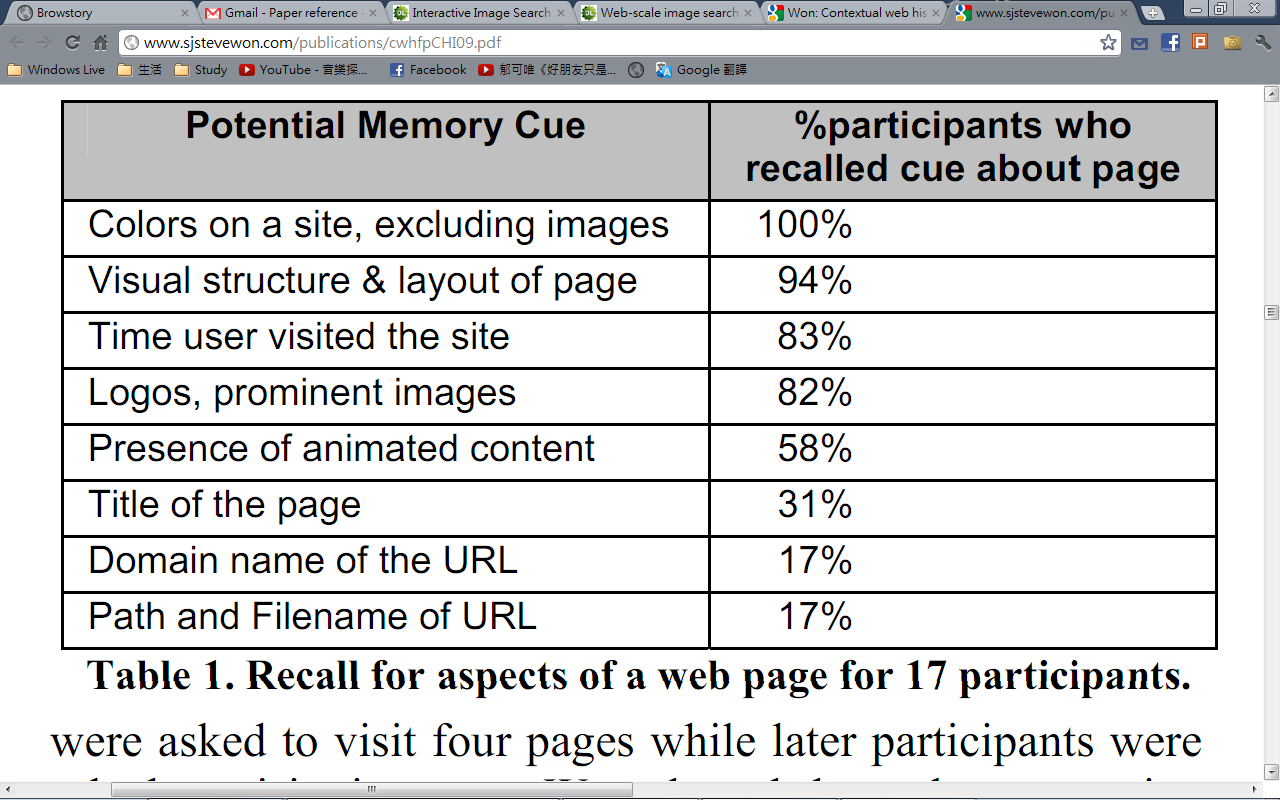 Browstory
Gmail - Paper reference
Interactive Image Search
Web-scale image search
Won: Contextual web his
www.sjstevewon.com/pu
www.sjstevewon.com/publications/cwhfpCHI09.pdf
Windows Live
生活
Study
YouTube - 音樂探...
Facebook
郁可唯《好朋友只是...
Google 翻譯
Potential Memory Cue
%participants who
recalled cue about page
Colors on a site, excluding images 100%
Visual structure & layout of page 94%
Time user visited the site 83%
Logos, prominent images 82%
Presence of animated content 58%
Title of the page 31%
Domain name of the URL 17%
Path and Filename of URL 17%
Table 1. Recall for aspects of a web page for 17 participants.
were asked to visit four pages while later participants were